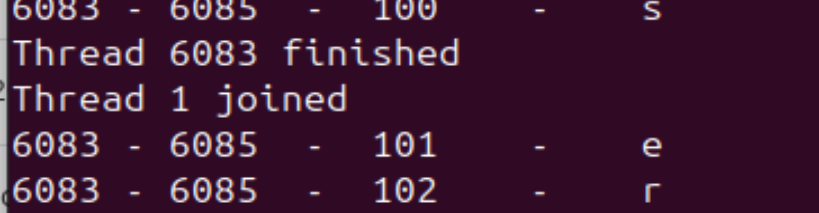 6083 - 6085 - 100 - s
Thread 6083 finished
Thread 1 joined
6083 - 6085 - 101 - e
6083 - 6085 - 102 - r